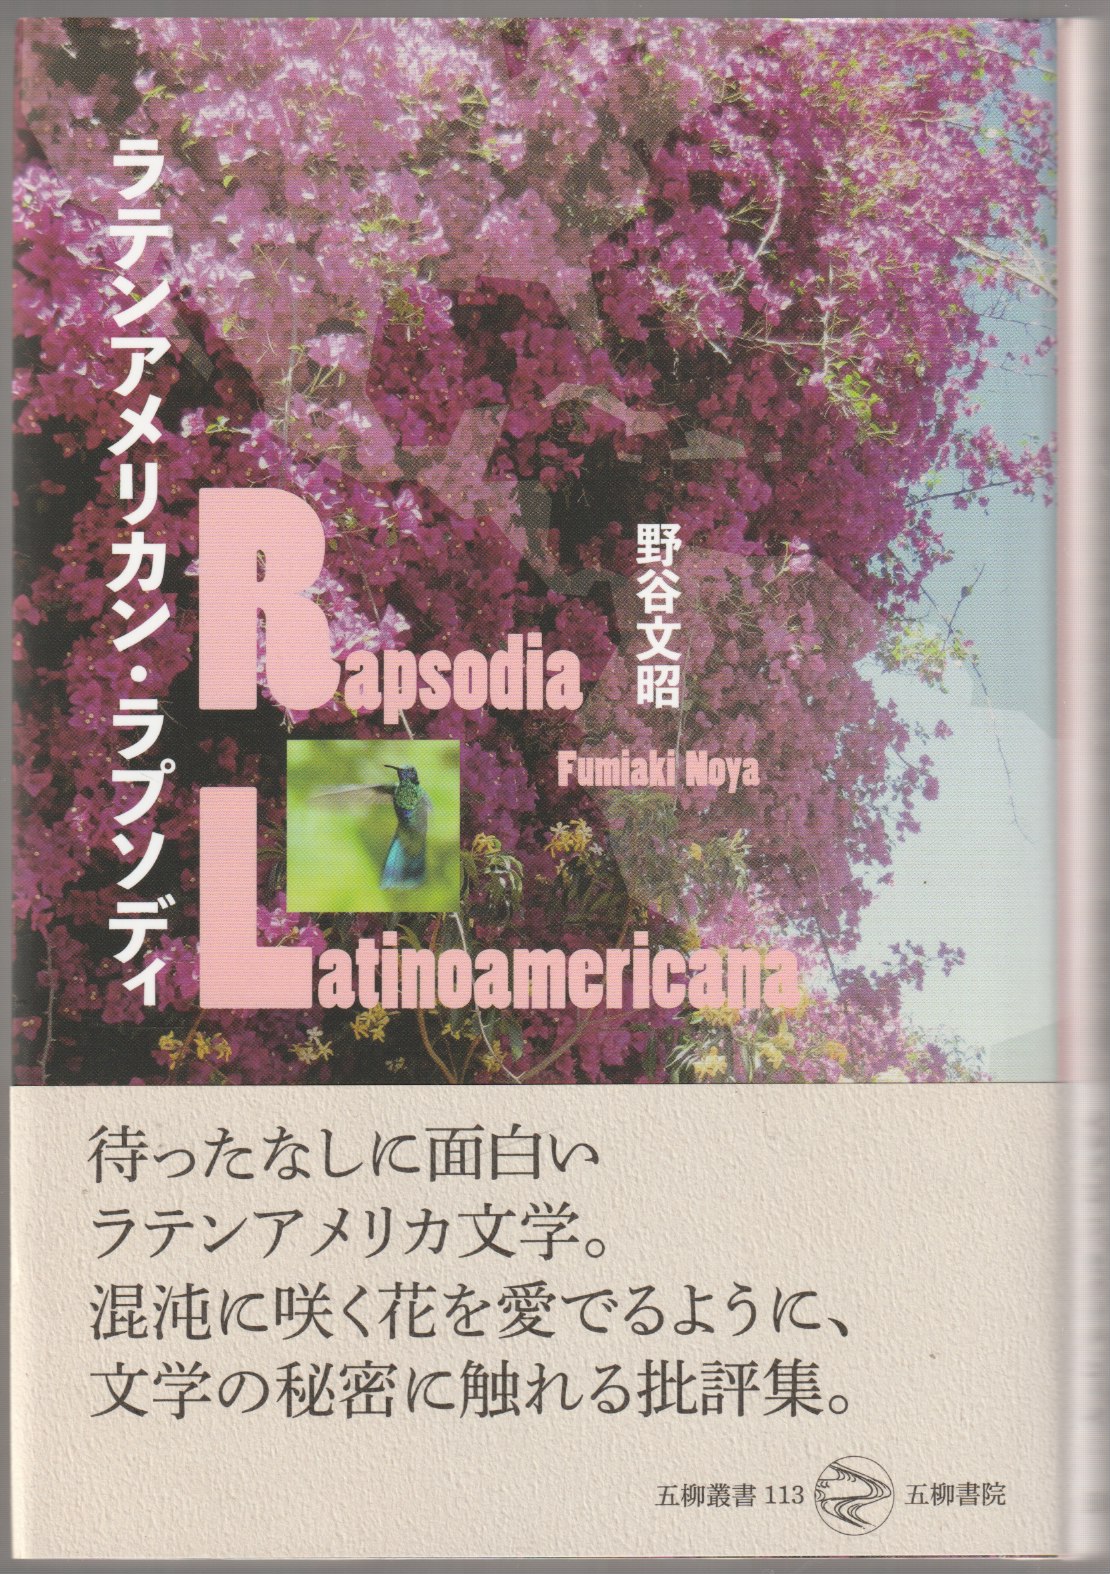 ラテンアメリカン・ラプソディ
Rapsodia
Latinoamericana
野谷文昭
Fumiaki Noya
待ったなしに面白い
ラテンアメリカ文学。
混沌に咲く花を愛でるように、
文学の秘密に触れる批評集。
五柳叢書 113 五柳書院